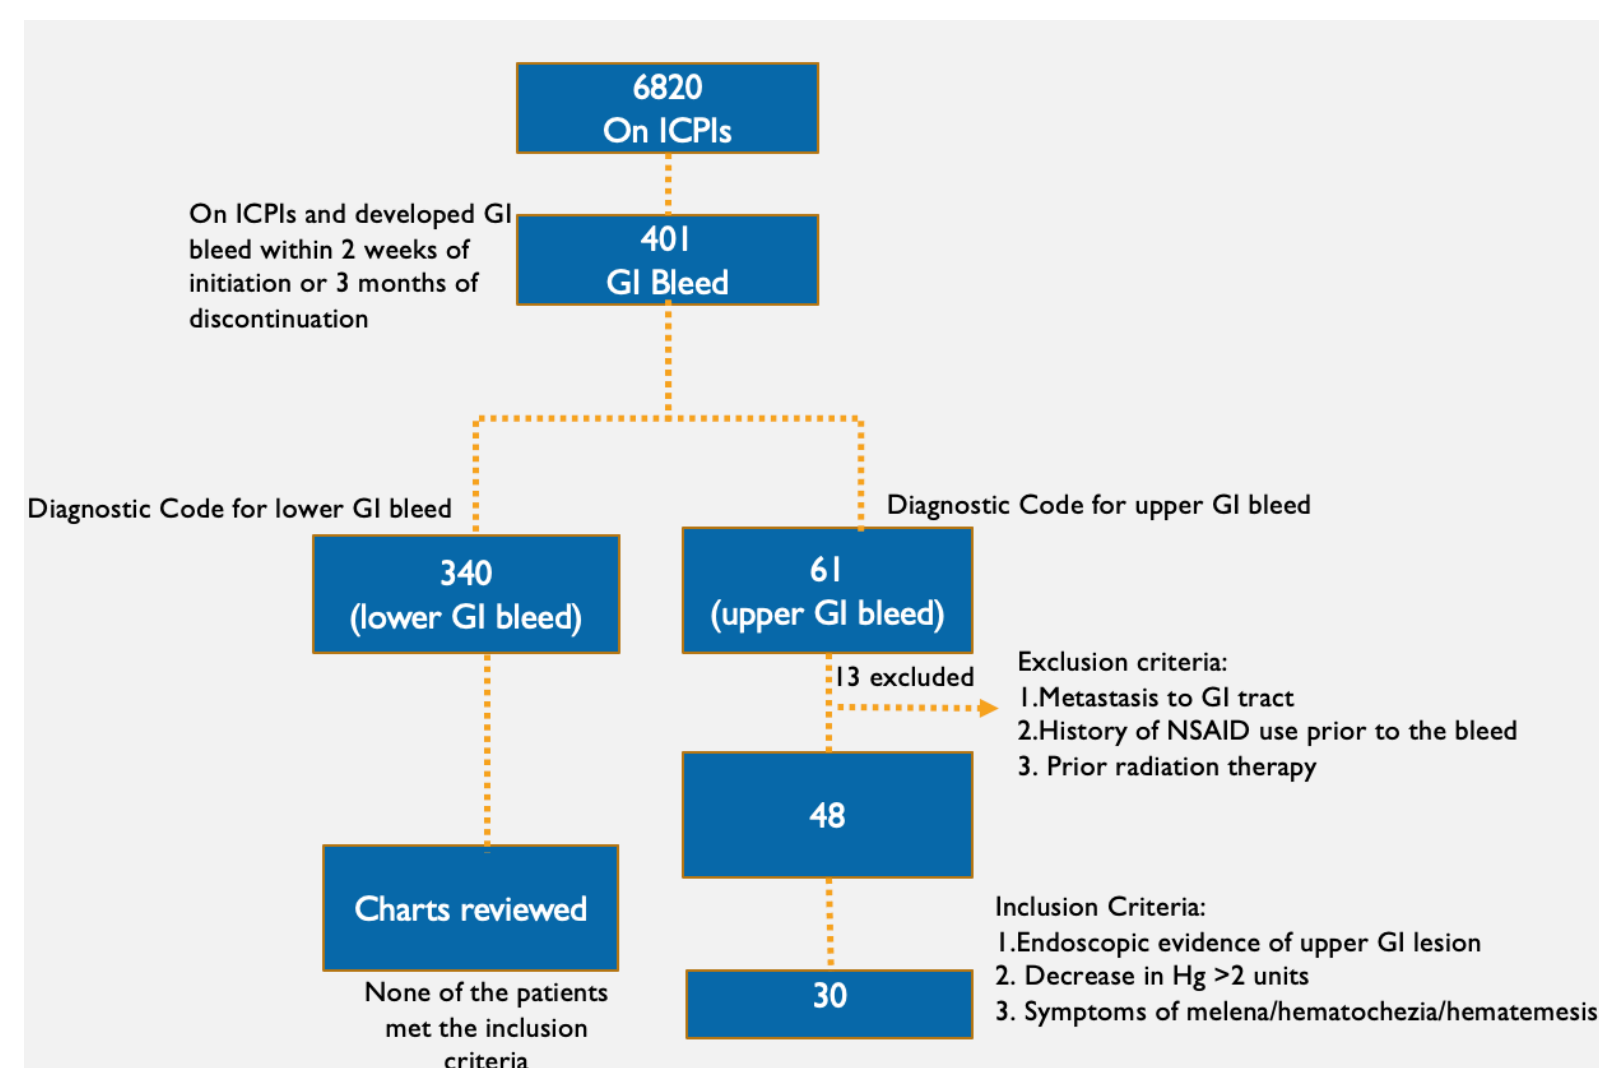 6820
On ICPIs
On ICPIs and developed GI
bleed within 2 weeks of
initiation or 3 months of
discontinuation
401
GI Bleed
Diagnostic Code for lower GI bleed
Diagnostic Code for upper GI bleed
340
(lower GI bleed)
61
(upper GI bleed)
13 excluded
Exclusion criteria:
1.Metastasis to GI tract
2.History of NSAID use prior to the bleed
3. Prior radiation therapy
48
Charts reviewed
None of the patients
met the inclusion
criteria
Inclusion Criteria:
1.Endoscopic evidence of upper GI lesion
2. Decrease in Hg >2 units
3. Symptoms of melena/hematochezia/hematemesis
30